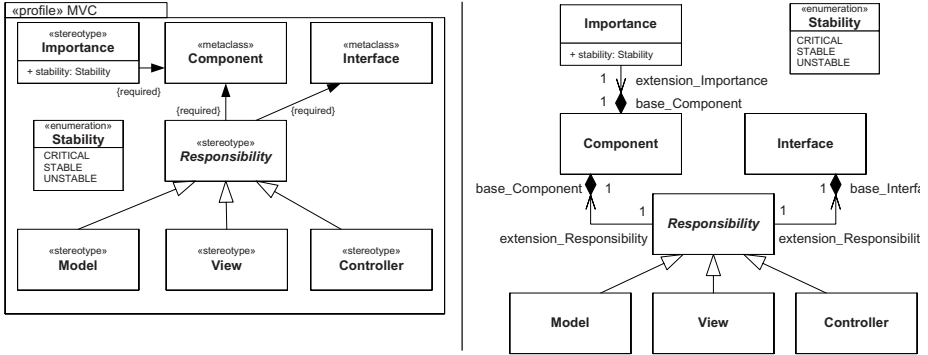 «profile» MVC
«stereotype»
Importance
+ stability: Stability
«metaclass»
Component
«metaclass»
Interface
{required}
{required}
{required}
«enumeration»
Stability
CRITICAL
STABLE
UNSTABLE
«stereotype»
Responsibility
«stereotype»
Model
«stereotype»
View
«stereotype»
Controller
Importance
+ stability: Stability
«enumeration»
Stability
CRITICAL
STABLE
UNSTABLE
1
extension_Importance
1
base_Component
Component
Interface
base_Component
1
1
base_Interfa
1
Responsibility
1
extension_Responsibility
extension_Responsibilit
Model
View
Controller